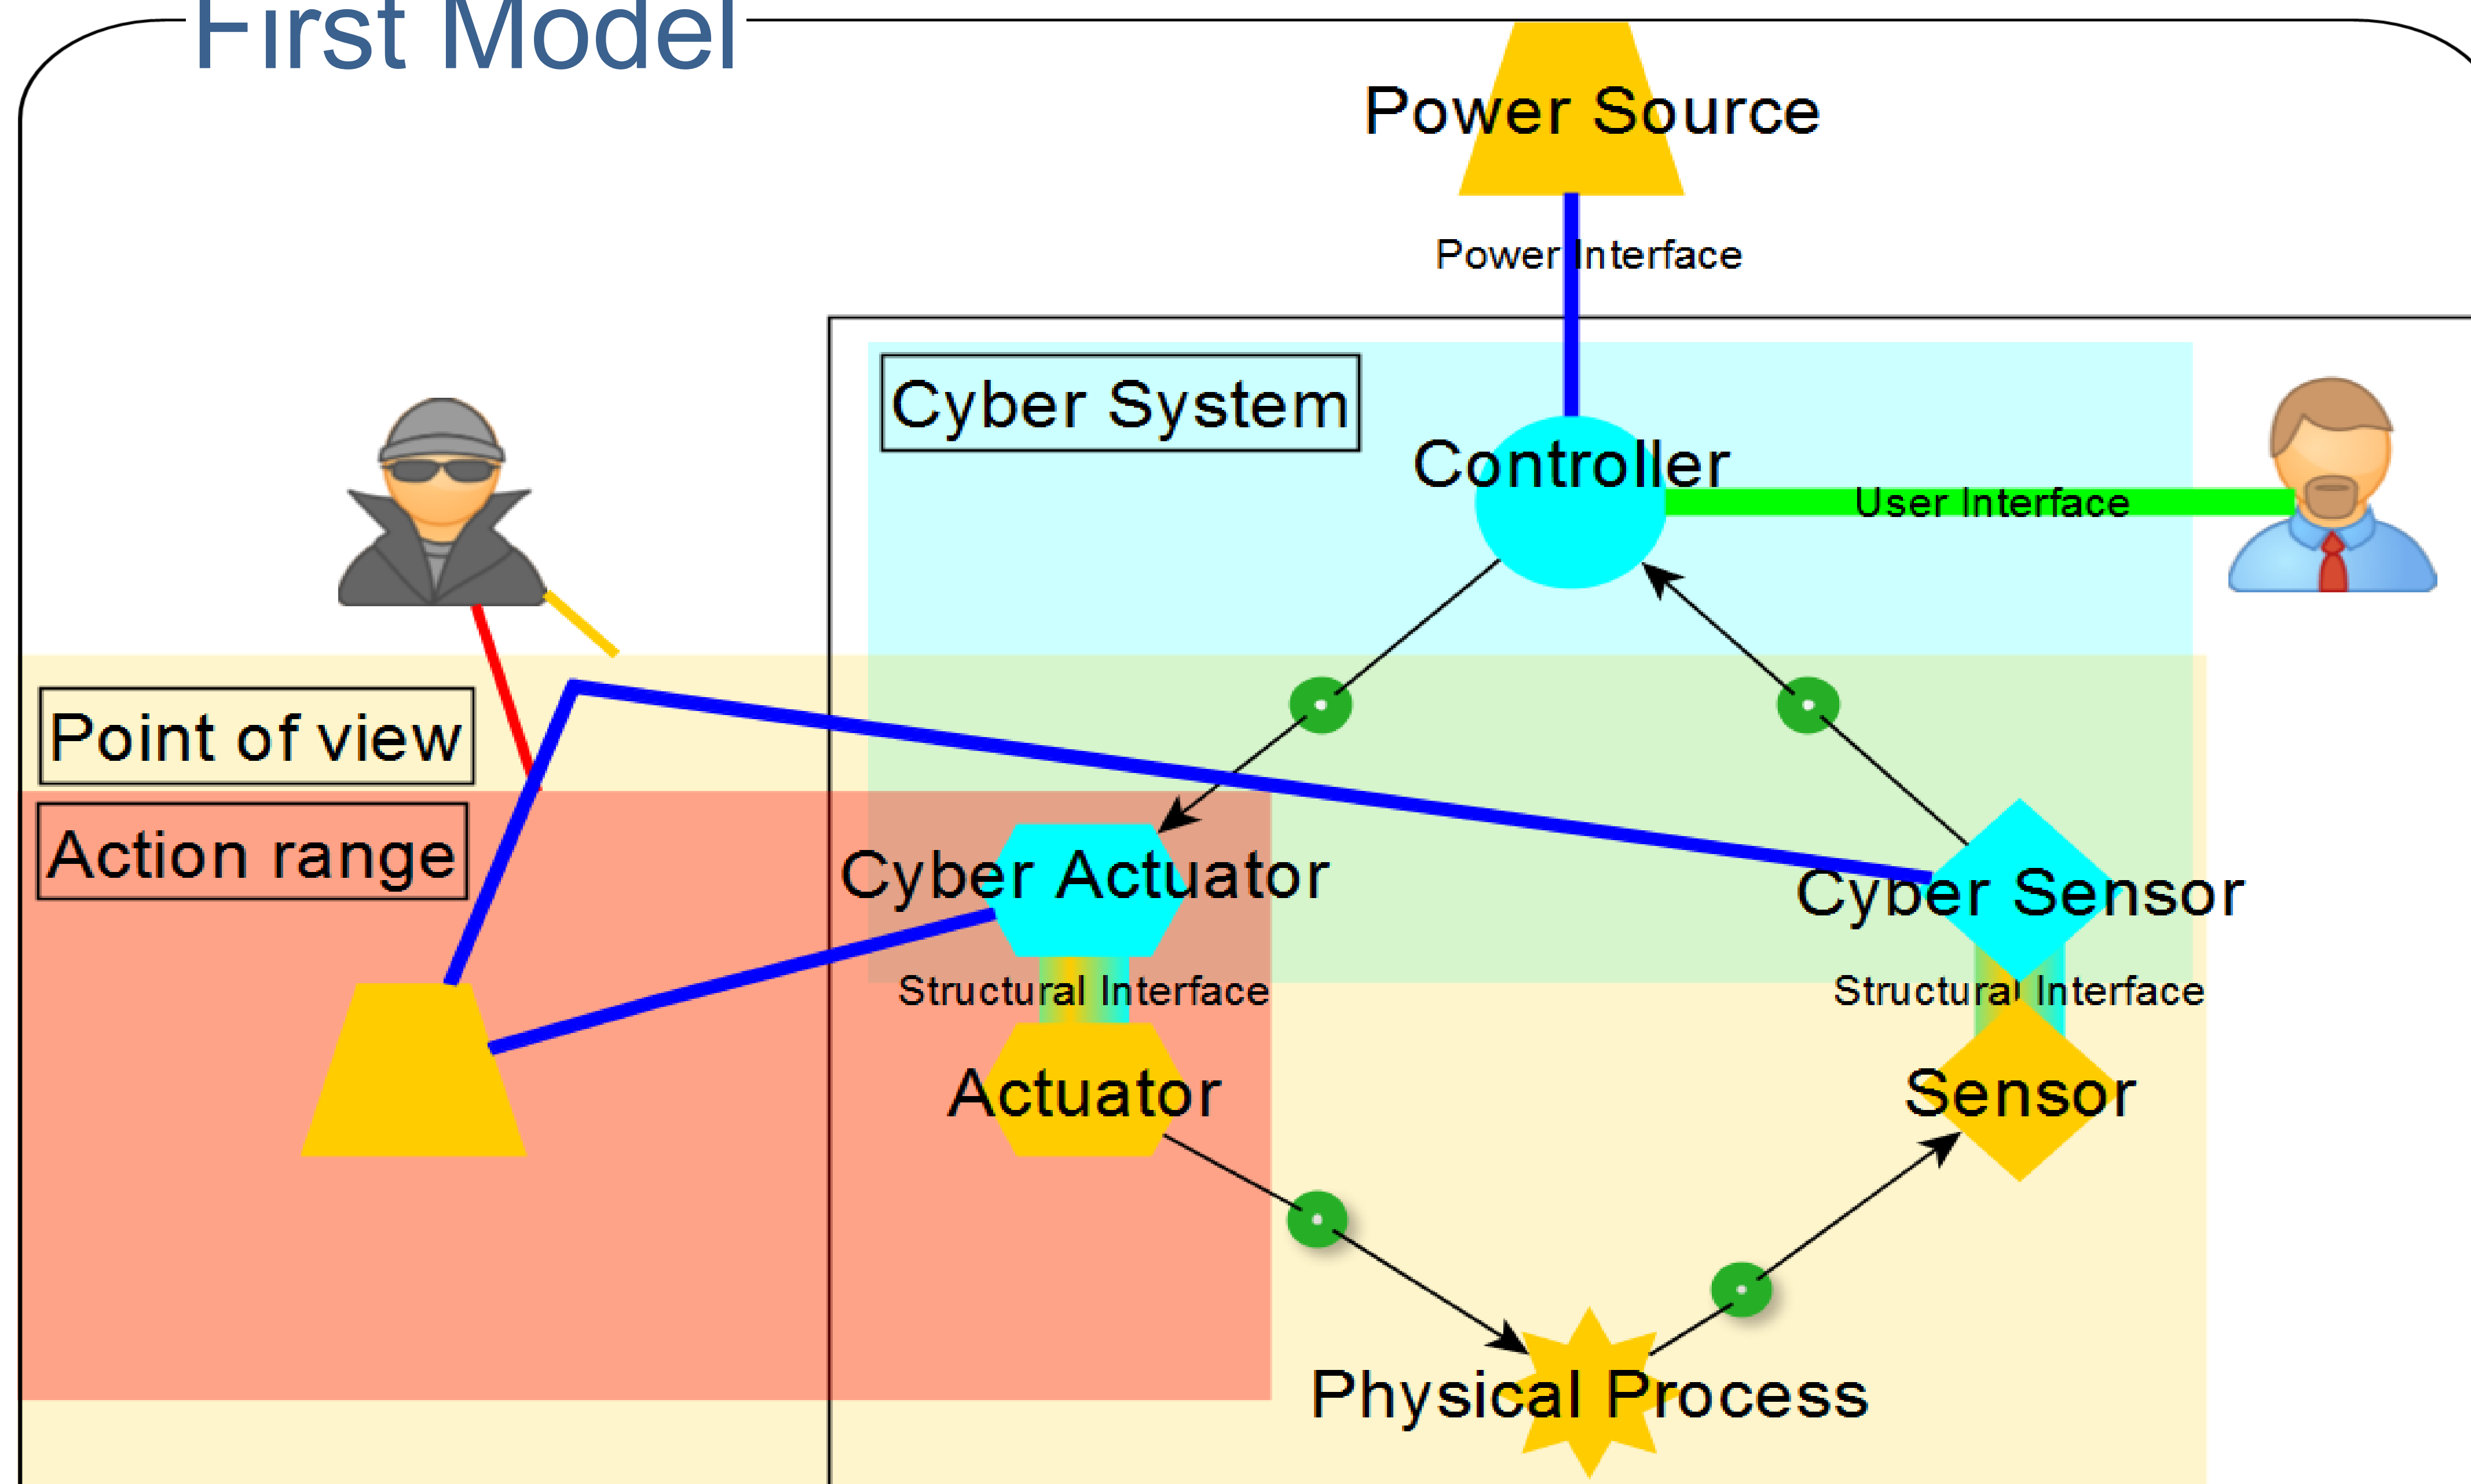 First Model
Power Source
Power Interface
Cyber System
Controller
User Interface
Point of view
Action range
Cyber Actuator
Cyber Sensor
Structural Interface
Structural Interface
Actuator
Sensor
Physical Process